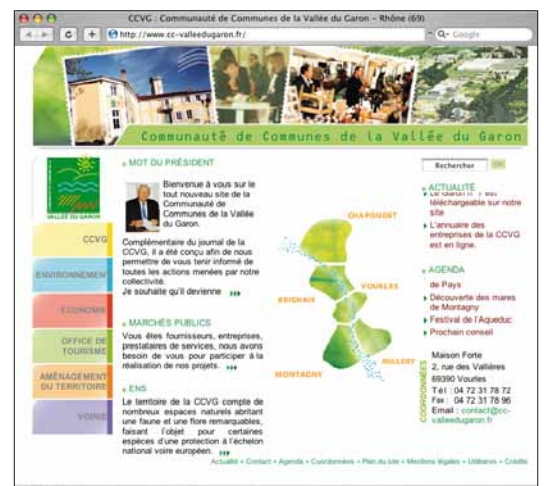 CCVG : Communauté de Communes de la Vallée du Garon – Rhône (69)
http://www.cc-valleedugaron.fr/
Google
Communauté de Communes de la Vallée du Garon
VALLÉE DU GARON
CCVG
ENVIRONNEMENT
ÉCONOMIE
OFFICE DE
TOURISME
AMÉNAGEMENT
DU TERRITOIRE
VOIRIE
MOT DU PRÉSIDENT
Bienvenue à vous sur le
tout nouveau site de la
Communauté de
Communes de la Vallée
du Garon.
Complémentaire du journal de la
CCVG, il a été conçu afin de nous
permettre de vous tenir informé de
toutes les actions menées par notre
collectivité.
Je souhaite qu'il devienne
MARCHÉS PUBLICS
Vous êtes fournisseurs, entreprises,
prestataires de services, nous avons
besoin de vous pour participer à la
réalisation de nos projets.
ENS
Le territoire de la CCVG compte de
nombreux espaces naturels abritant
une faune et une flore remarquables,
faisant l'objet pour certaines
espèces d'une protection à l'échelon
national voire européen.
CHAPONOST
BRIGNAIS
VOURLES
MILLERY
MONTAGNY
Rechercher OK
ACTUALITÉ
Le Garon n°7 est
téléchargeable sur notre
site
L'annuaire des
entreprises de la CCVG
est en ligne.
AGENDA
de Pays
Découverte des mares
de Montagny
Festival de l'Aqueduc
Prochain conseil
COORDONNÉES
Maison Forte
2, rue des Vallières
69390 Vourles
Tél : 04 72 31 78 72
Fax : 04 72 31 78 96
Email : contact@cc-
valleedugaron.fr
Actualité + Contact + Agenda + Coordonnées + Plan du site + Mentions légales + Utilitaires + Crédits